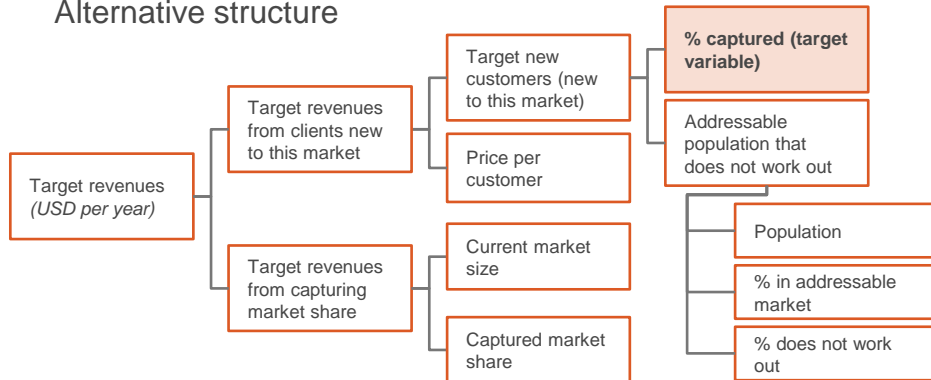 Alternative structure
Target revenues
(USD per year)
Target revenues
from clients new
to this market
Target revenues
from capturing
market share
Target new
customers (new
to this market)
Price per
customer
Current market
size
Captured market
share
% captured (target
variable)
Addressable
population that
does not work out
Population
% in addressable
market
% does not work
out